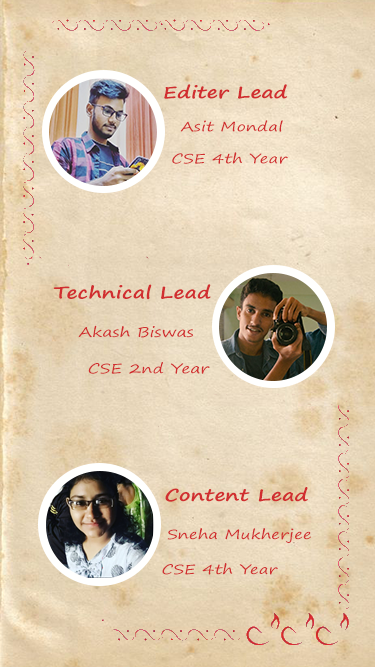 Editer Lead
Asit Mondal
CSE 4th Year
Technical Lead
Akash Biswas
CSE 2nd Year
Content Lead
Sneha Mukherjee
CSE 4th Year